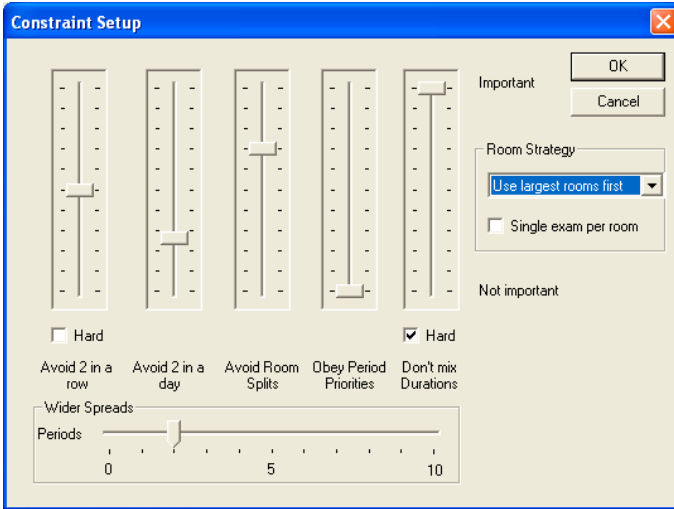 Constraint Setup
OK
Important
Cancel
Room Strategy
Use largest rooms first
Single exam per room
Not important
Hard
Hard
Avoid 2 in a
row
Avoid 2 in a
day
Avoid Room
Splits
Obey Period
Priorities
Don't mix
Durations
Wider Spreads
Periods
0
5
10